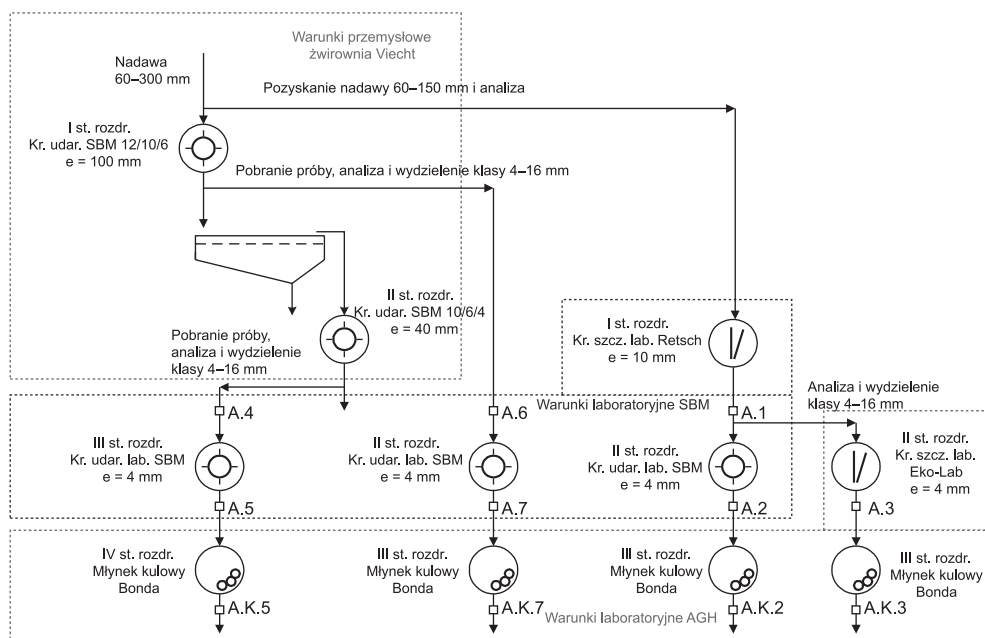 Warunki przemysłowe
żwirownia Viecht
Nadawa
60–300 mm
Pozyskanie nadawy 60–150 mm i analiza
I st. rozdr.
Kr. udar. SBM 12/10/6
e = 100 mm
Pobranie próby, analiza i wydzielenie klasy 4–16 mm
II st. rozdr.
Kr. udar. SBM 10/6/4
e = 40 mm
I st. rozdr.
Kr. szcz. lab. Retsch
e = 10 mm
Pobranie próby,
analiza i wydzielenie
klasy 4–16 mm
Warunki laboratoryjne SBM
Analiza i wydzielenie
klasy 4–16 mm
A.4
A.6
A.1
III st. rozdr.
Kr. udar. lab. SBM
e = 4 mm
II st. rozdr.
Kr. udar. lab. SBM
e = 4 mm
II st. rozdr.
Kr. udar. lab. SBM
e = 4 mm
II st. rozdr.
Kr. szcz. lab.
Eko-Lab
e = 4 mm
A.5
A.7
A.2
A.3
IV st. rozdr.
Młynek kulowy
Bonda
III st. rozdr.
Młynek kulowy
Bonda
III st. rozdr.
Młynek kulowy
Bonda
III st. rozdr.
Młynek kulowy
Bonda
A.K.5
A.K.7
A.K.2
A.K.3
Warunki laboratoryjne AGH